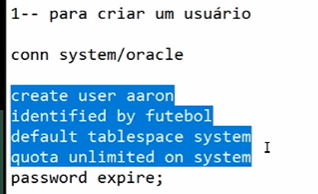 1-- para criar um usuário
conn system/oracle
create user aaron
identified by futebol
default tablespace system
quota unlimited on system
password expire;